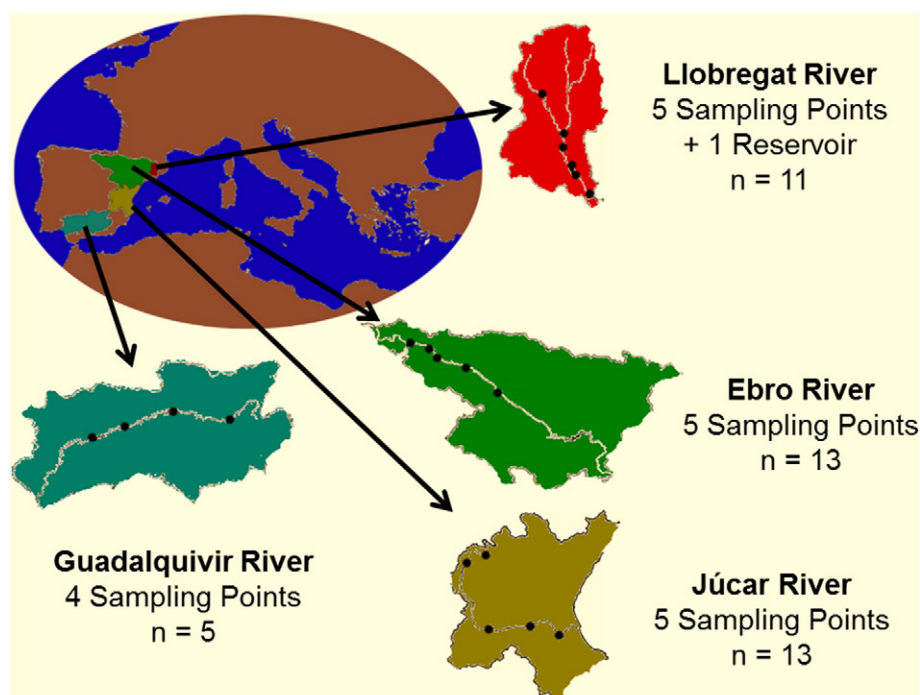 Llobregat River
5 Sampling Points
+ 1 Reservoir
n = 11
Ebro River
5 Sampling Points
n = 13
Guadalquivir River
4 Sampling Points
n = 5
Júcar River
5 Sampling Points
n = 13